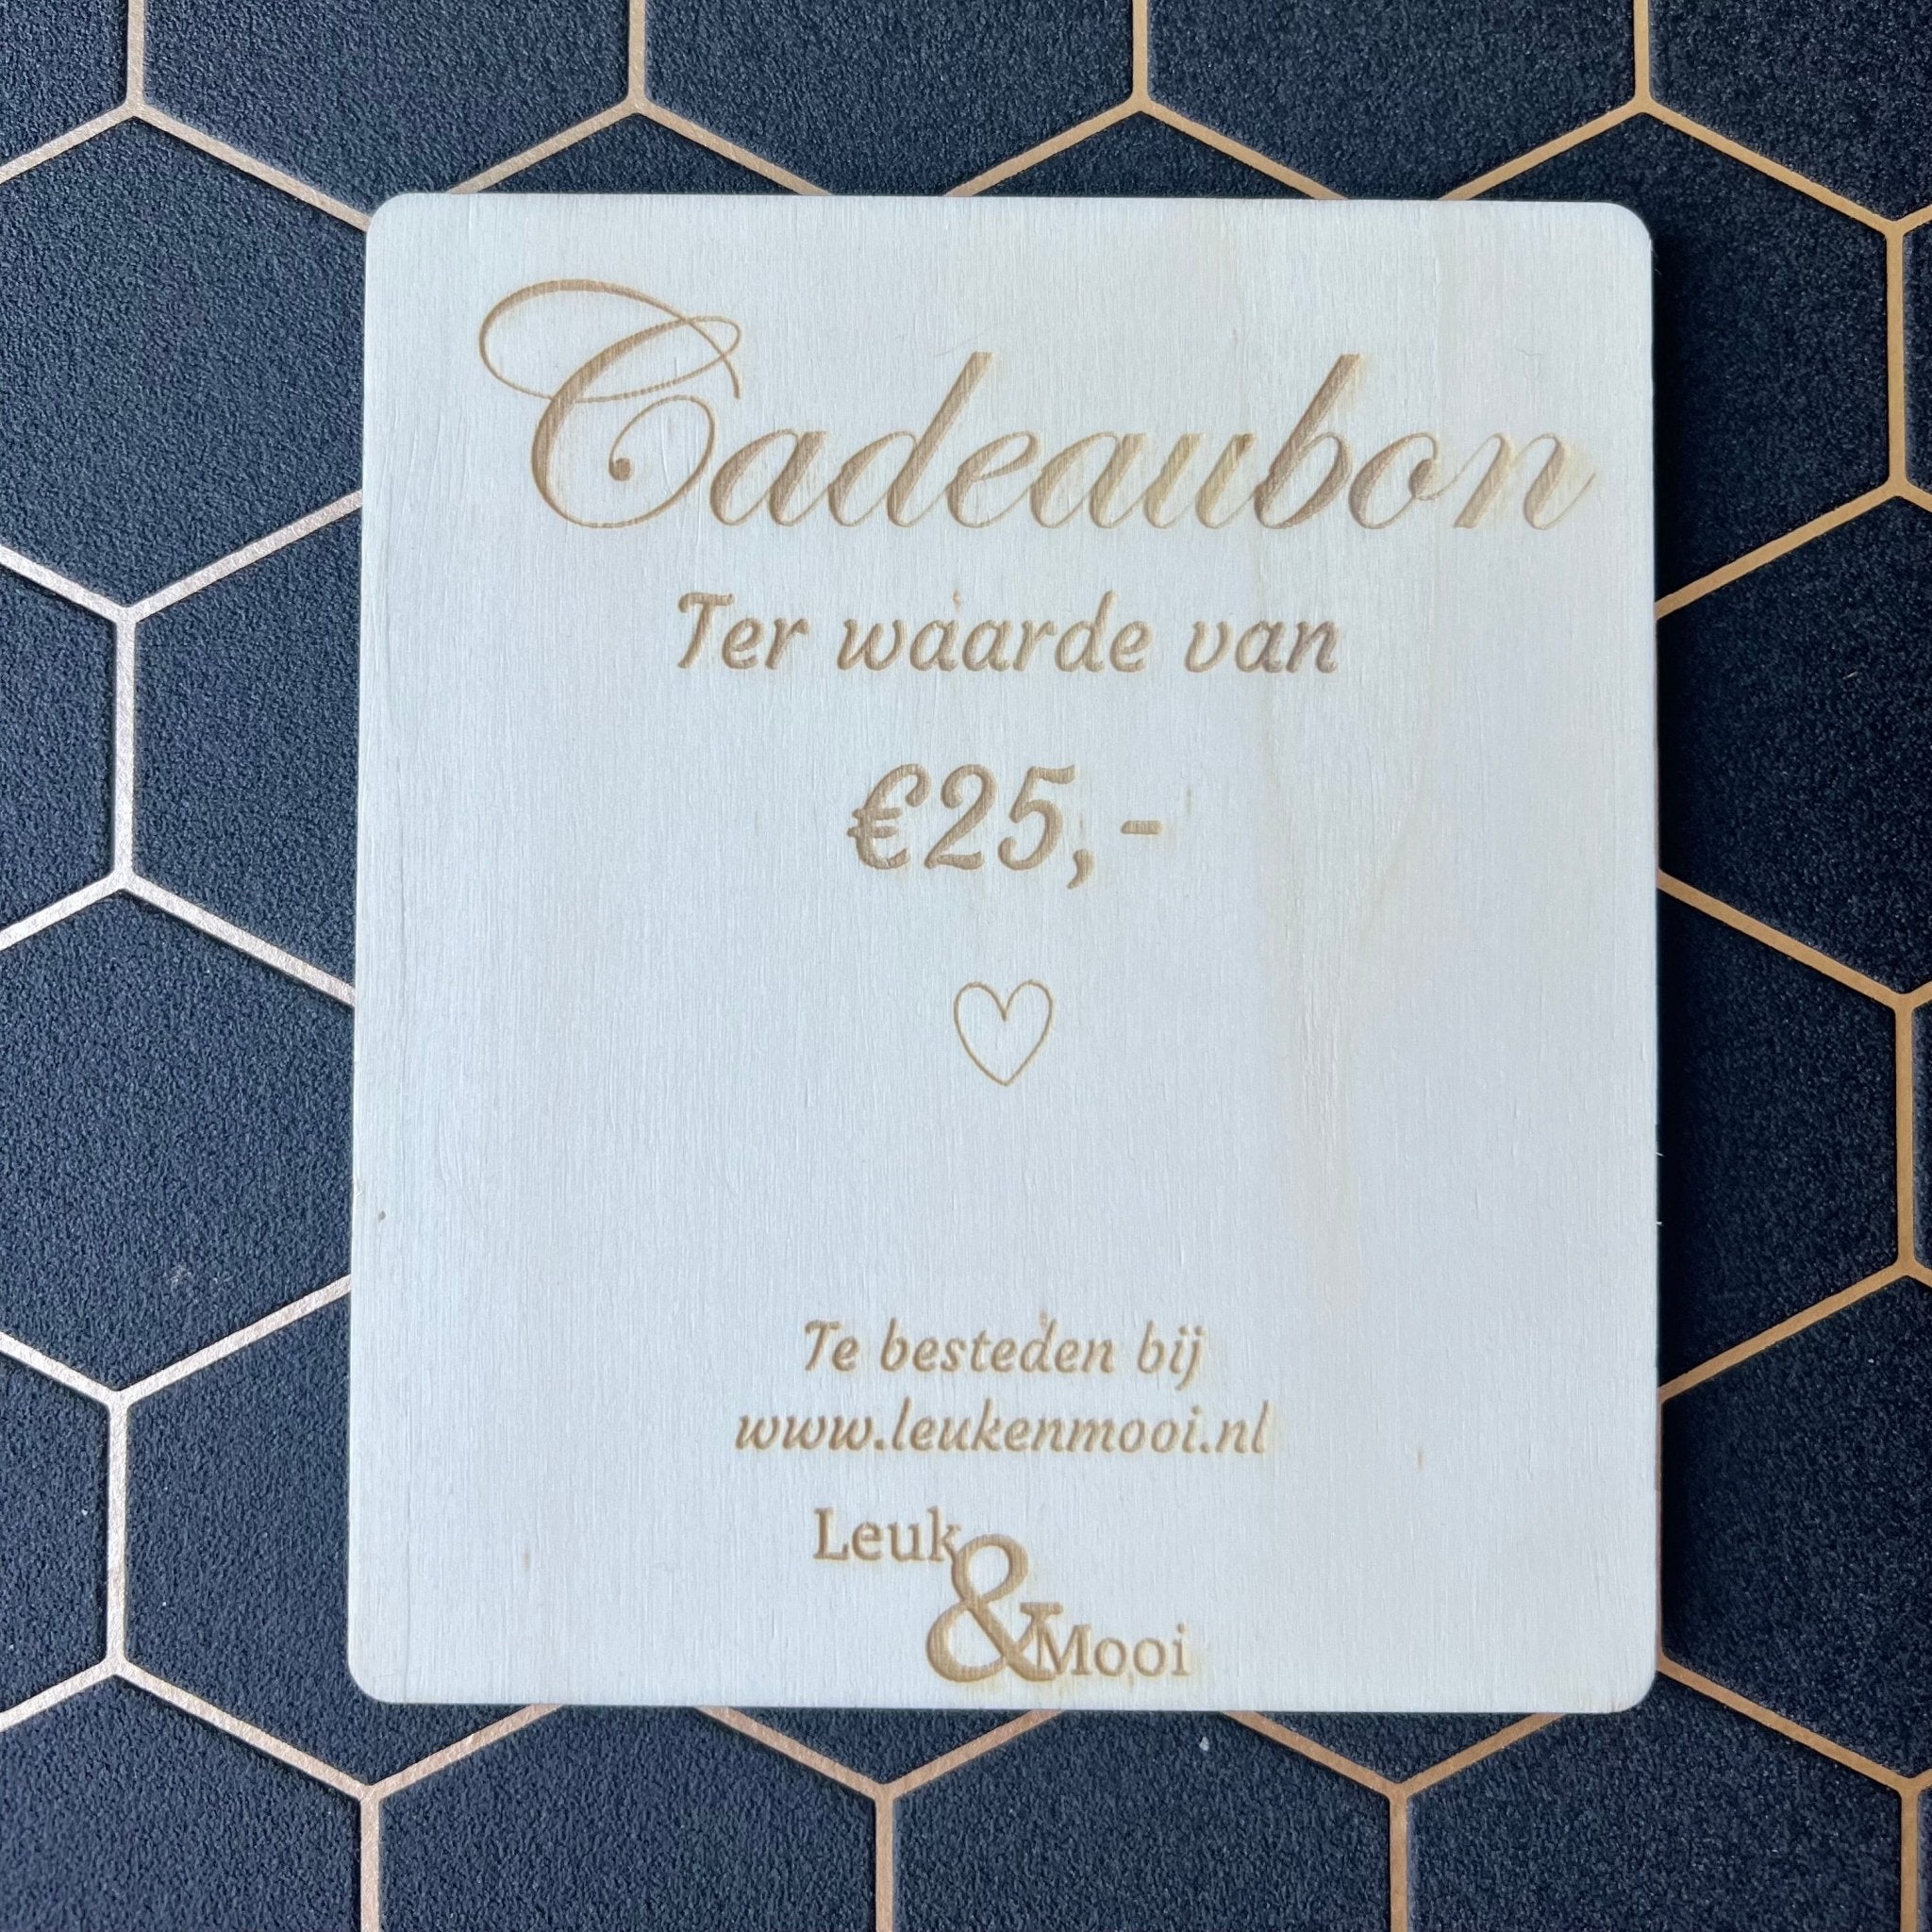 Cadeaubon
Ter waarde van
€25,-
Te besteden bij
www.leukenmooi.nl
Leuk
&
Mooi